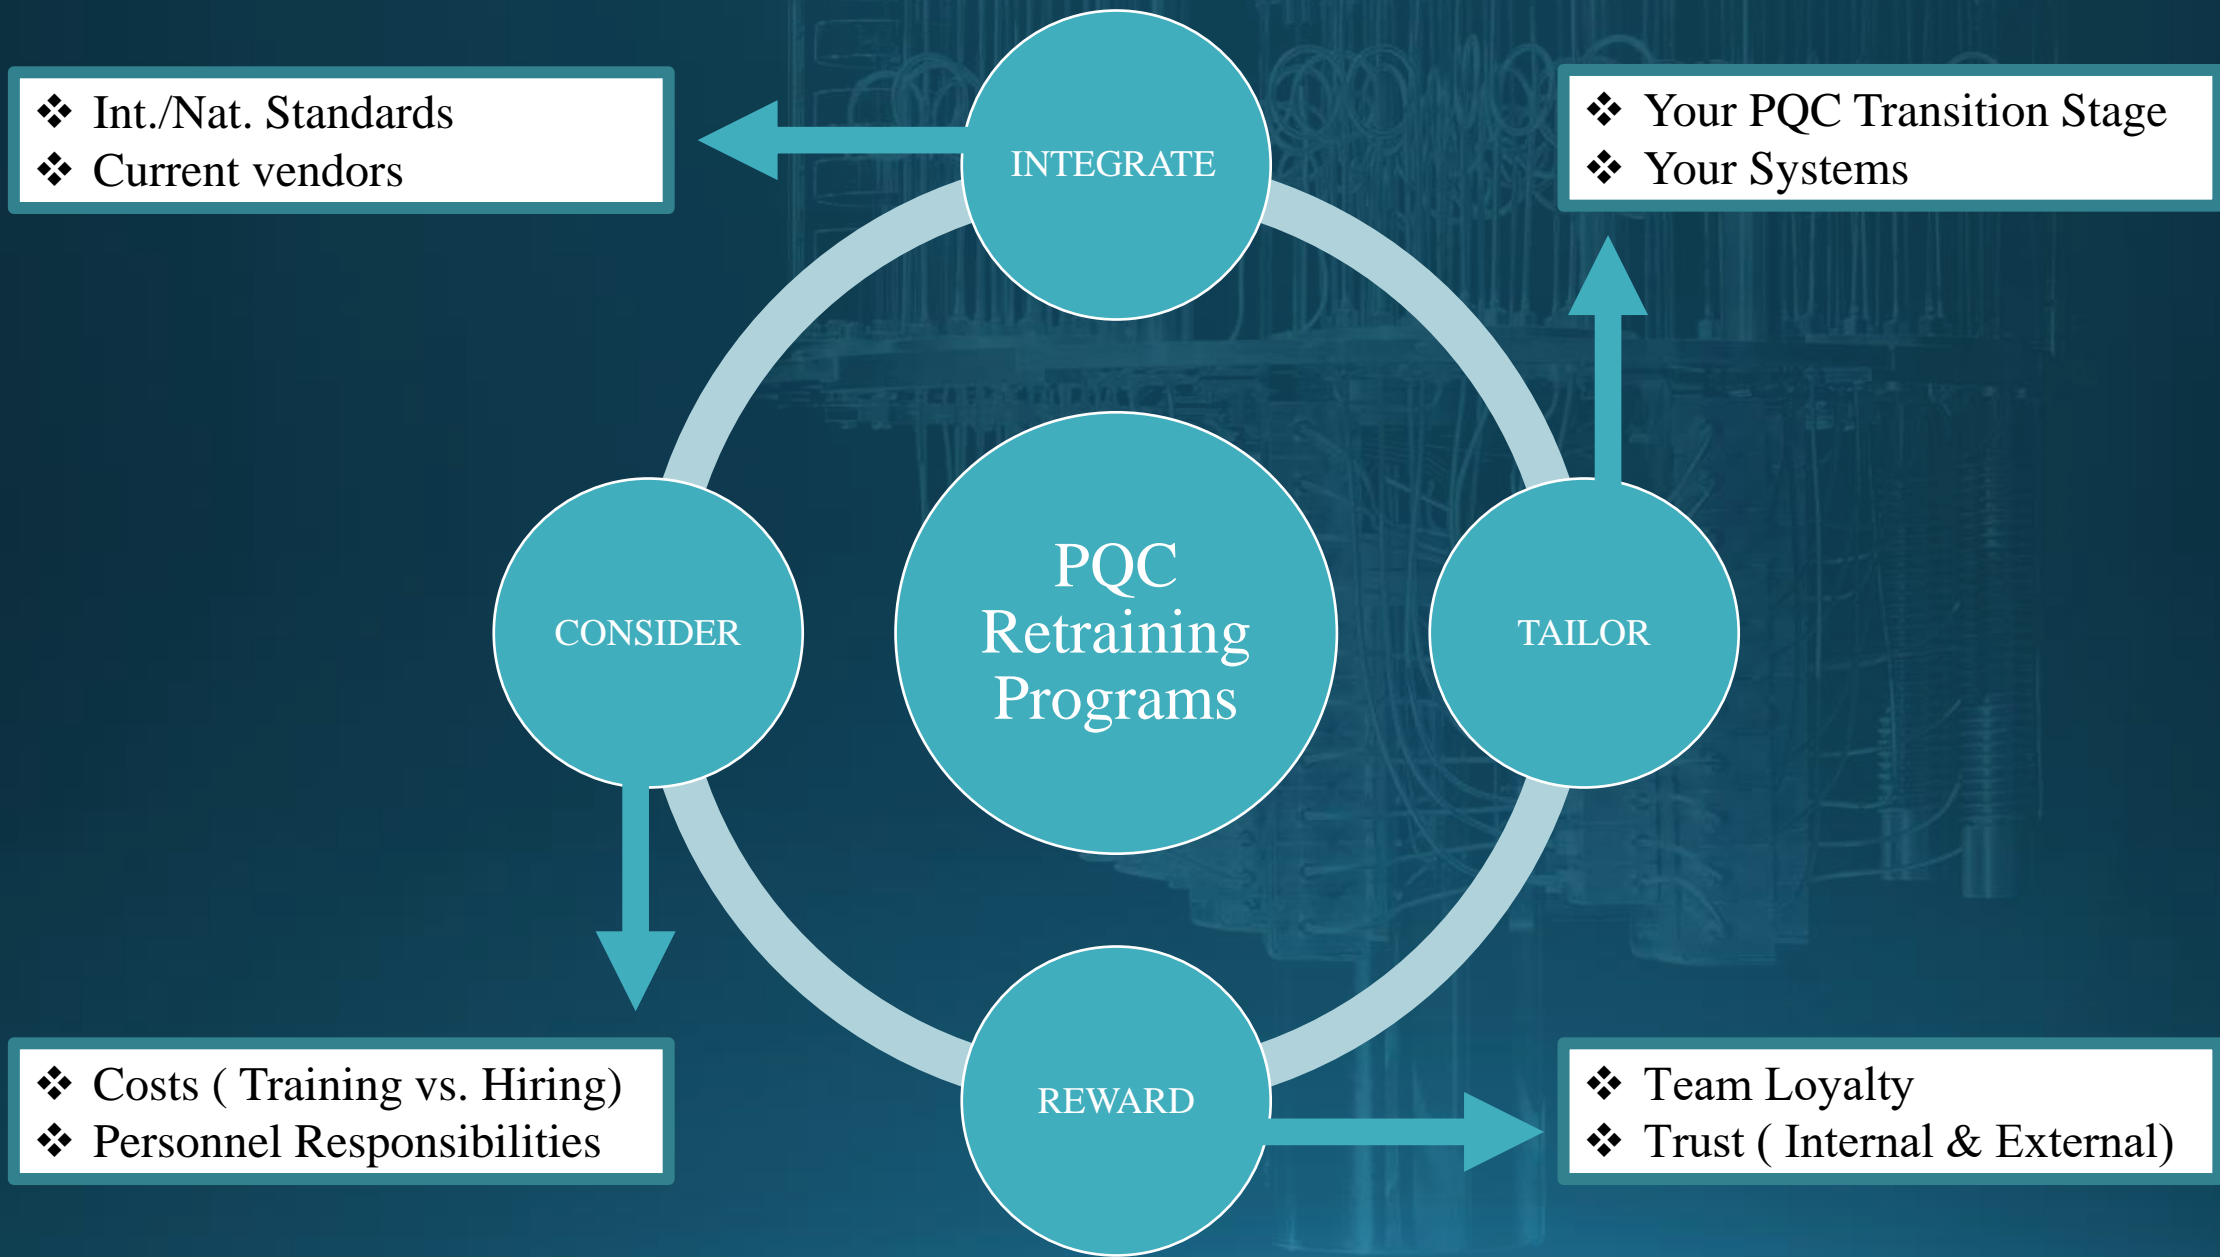 ❖ Int./Nat. Standards
❖ Current vendors
INTEGRATE
❖ Your PQC Transition Stage
❖ Your Systems
CONSIDER
PQC
Retraining
Programs
TAILOR
❖ Costs ( Training vs. Hiring)
❖ Personnel Responsibilities
REWARD
❖ Team Loyalty
❖ Trust ( Internal & External)